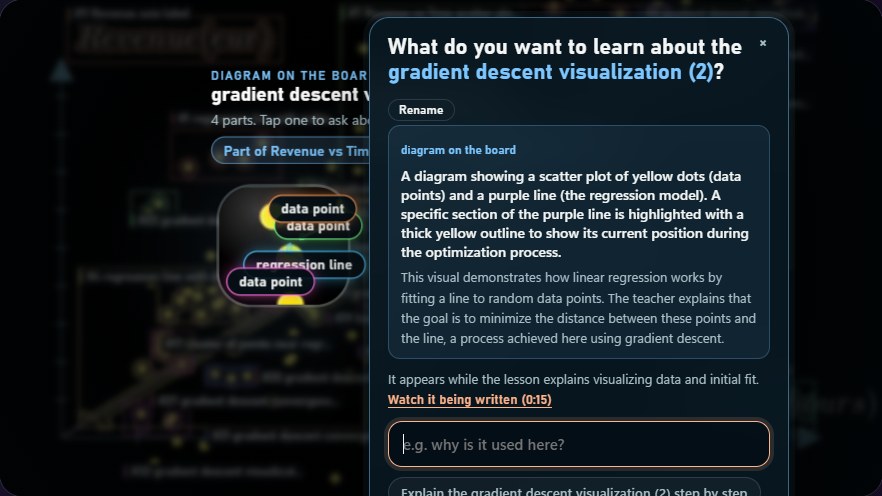 What do you want to learn about the
gradient descent visualization (2)?
×
Rename
diagram on the board
A diagram showing a scatter plot of yellow dots (data
points) and a purple line (the regression model). A
specific section of the purple line is highlighted with a
thick yellow outline to show its current position during
the optimization process.
This visual demonstrates how linear regression works by
fitting a line to random data points. The teacher explains that
the goal is to minimize the distance between these points and
the line, a process achieved here using gradient descent.
It appears while the lesson explains visualizing data and initial fit.
Watch it being written (0:15)
e.g. why is it used here?
Explain the gradient descent visualization (2) step by step
DIAGRAM ON THE BOAR
gradient descent v
4 parts. Tap one to ask abo
Part of Revenue vs Tim
data point
data point
regression line
data point